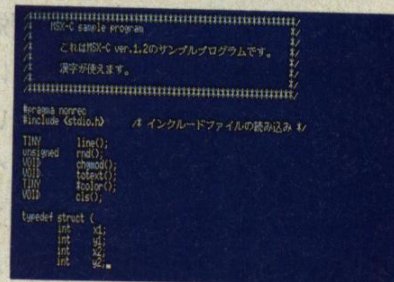 /***********************************************/
/* MSX-C sample program */
/* これはMSX-C ver.1.2のサンプルプログラムです。 */
/* 漢字が使えます。 */
/***********************************************/
#pragma nonrec
#include <stdio.h> /* インクルードファイルの読み込み */
TINY line();
unsigned rnd();
VOID chgmod();
VOID totext();
TINY *color();
VOID cls();
typedef struct {
int x1;
int y1;
int x2;
int y2;